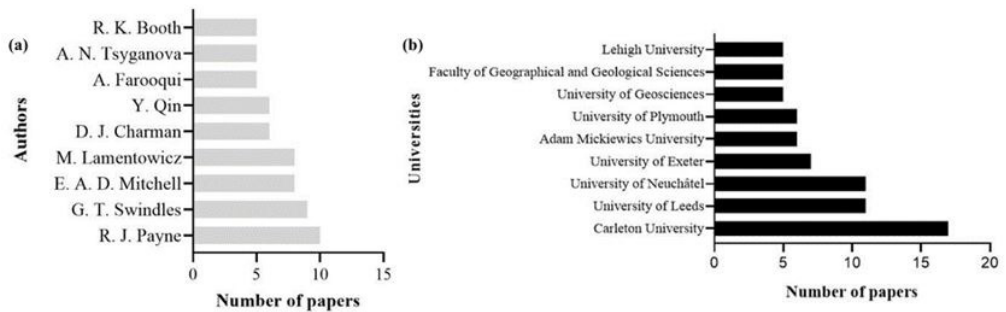 (a)
Authors
R. K. Booth
A. N. Tsyganova
A. Farooqui
Y. Qin
D. J. Charman
M. Lamentowicz
E. A. D. Mitchell
G. T. Swindles
R. J. Payne
0 5 10 15
Number of papers
(b)
Universities
Lehigh University
Faculty of Geographical and Geological Sciences
University of Geosciences
University of Plymouth
Adam Mickiewics University
University of Exeter
University of Neuchâtel
University of Leeds
Carleton University
0 5 10 15 20
Number of papers